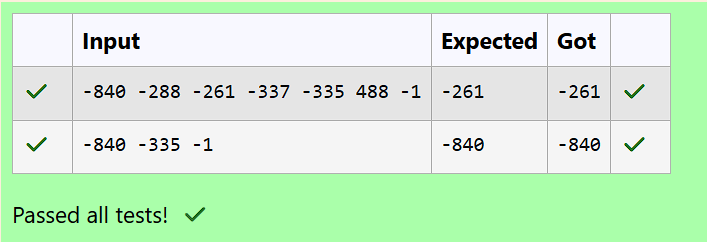 Input Expected Got
-840 -288 -261 -337 -335 488 -1 -261 -261
-840 -335 -1 -840 -840
Passed all tests!